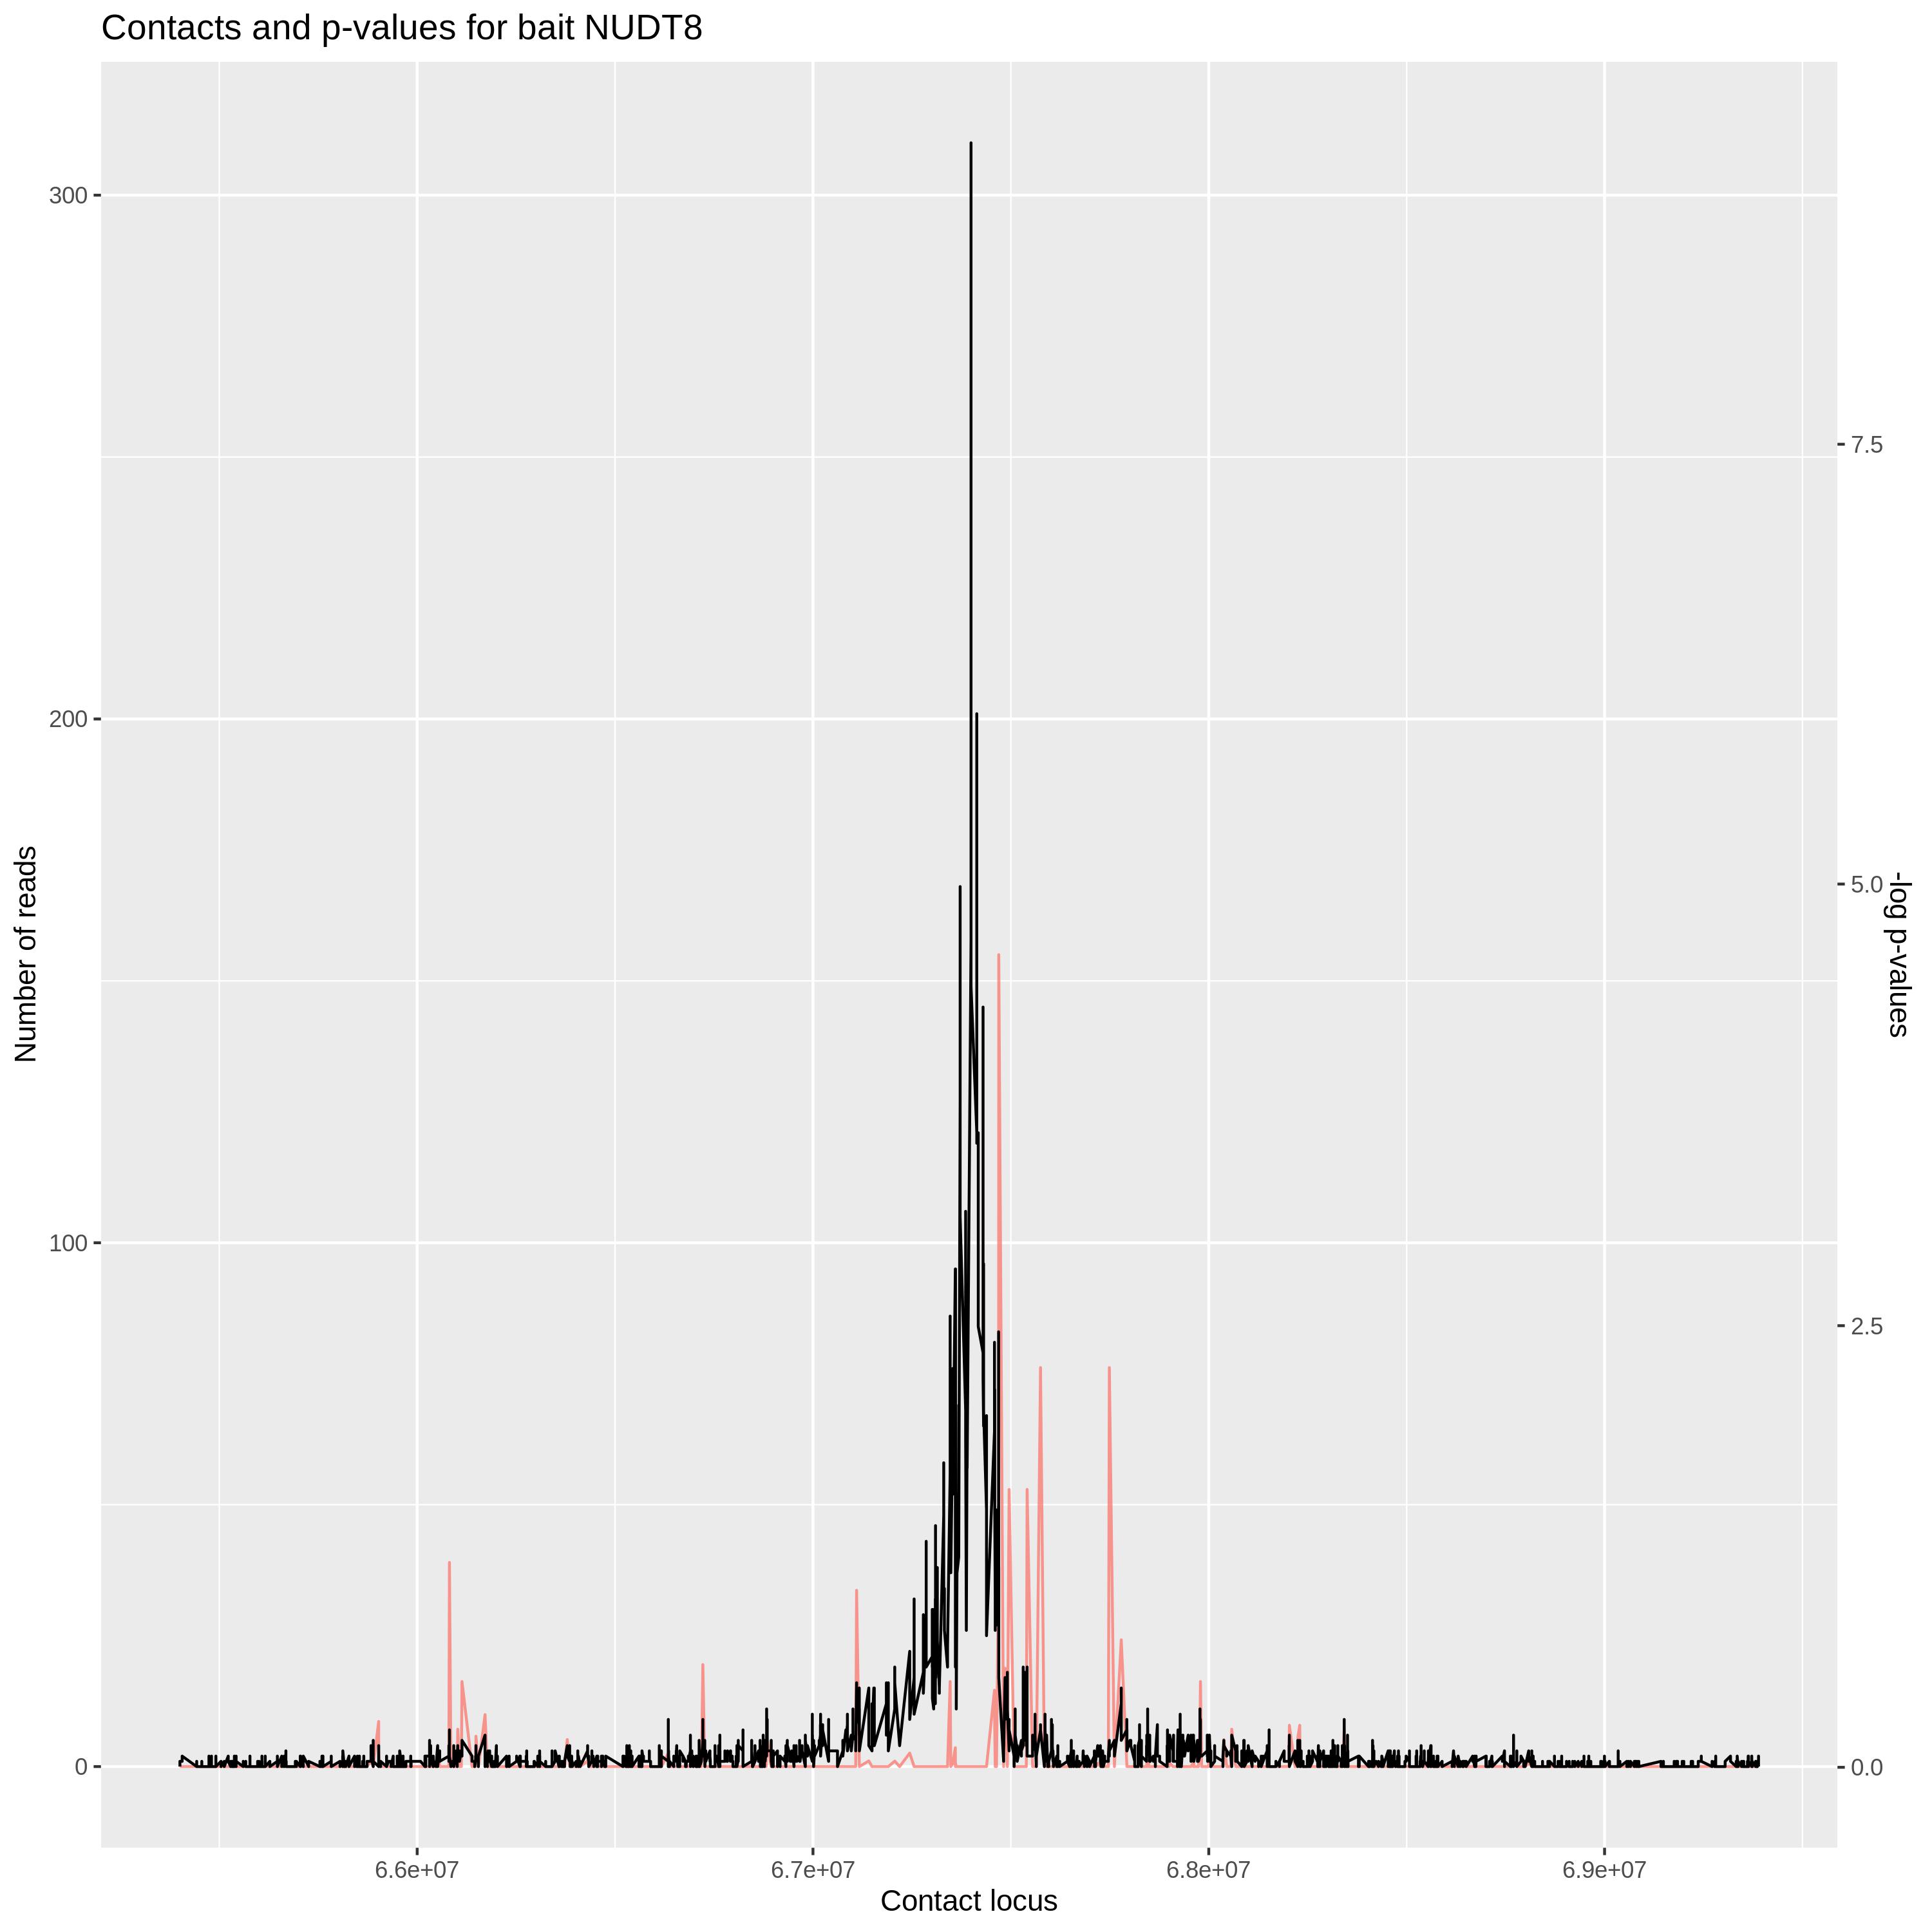 Contacts and p-values for bait NUDT8
300
200
100
0
Number of reads
7.5
5.0
2.5
0.0
-log p-values
6.6e+07
6.7e+07
6.8e+07
6.9e+07
Contact locus